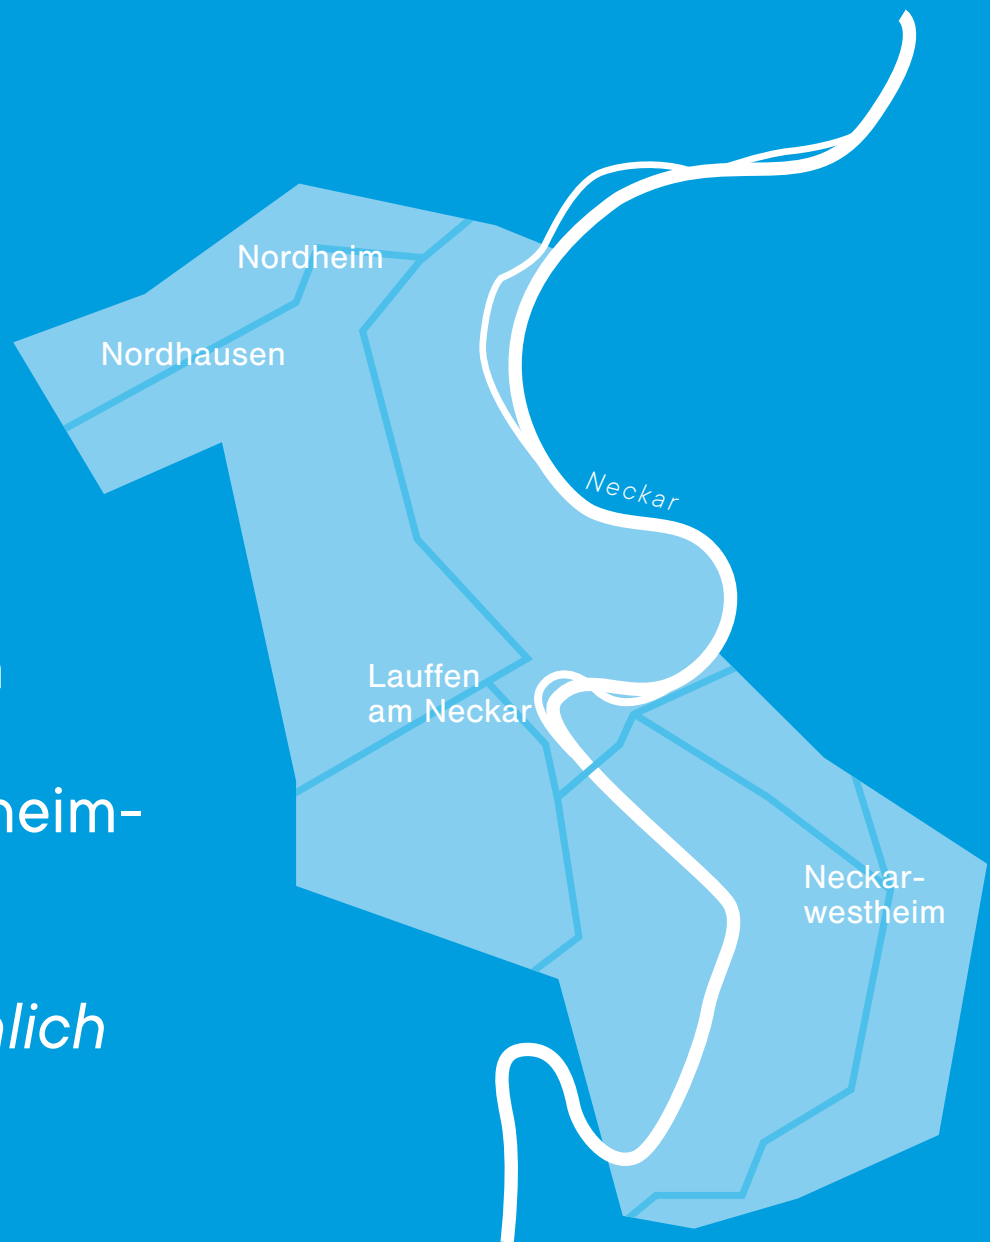 Nordheim
Nordhausen
Neckar
Lauffen
am Neckar
heim-
Neckar-
westheim
lich